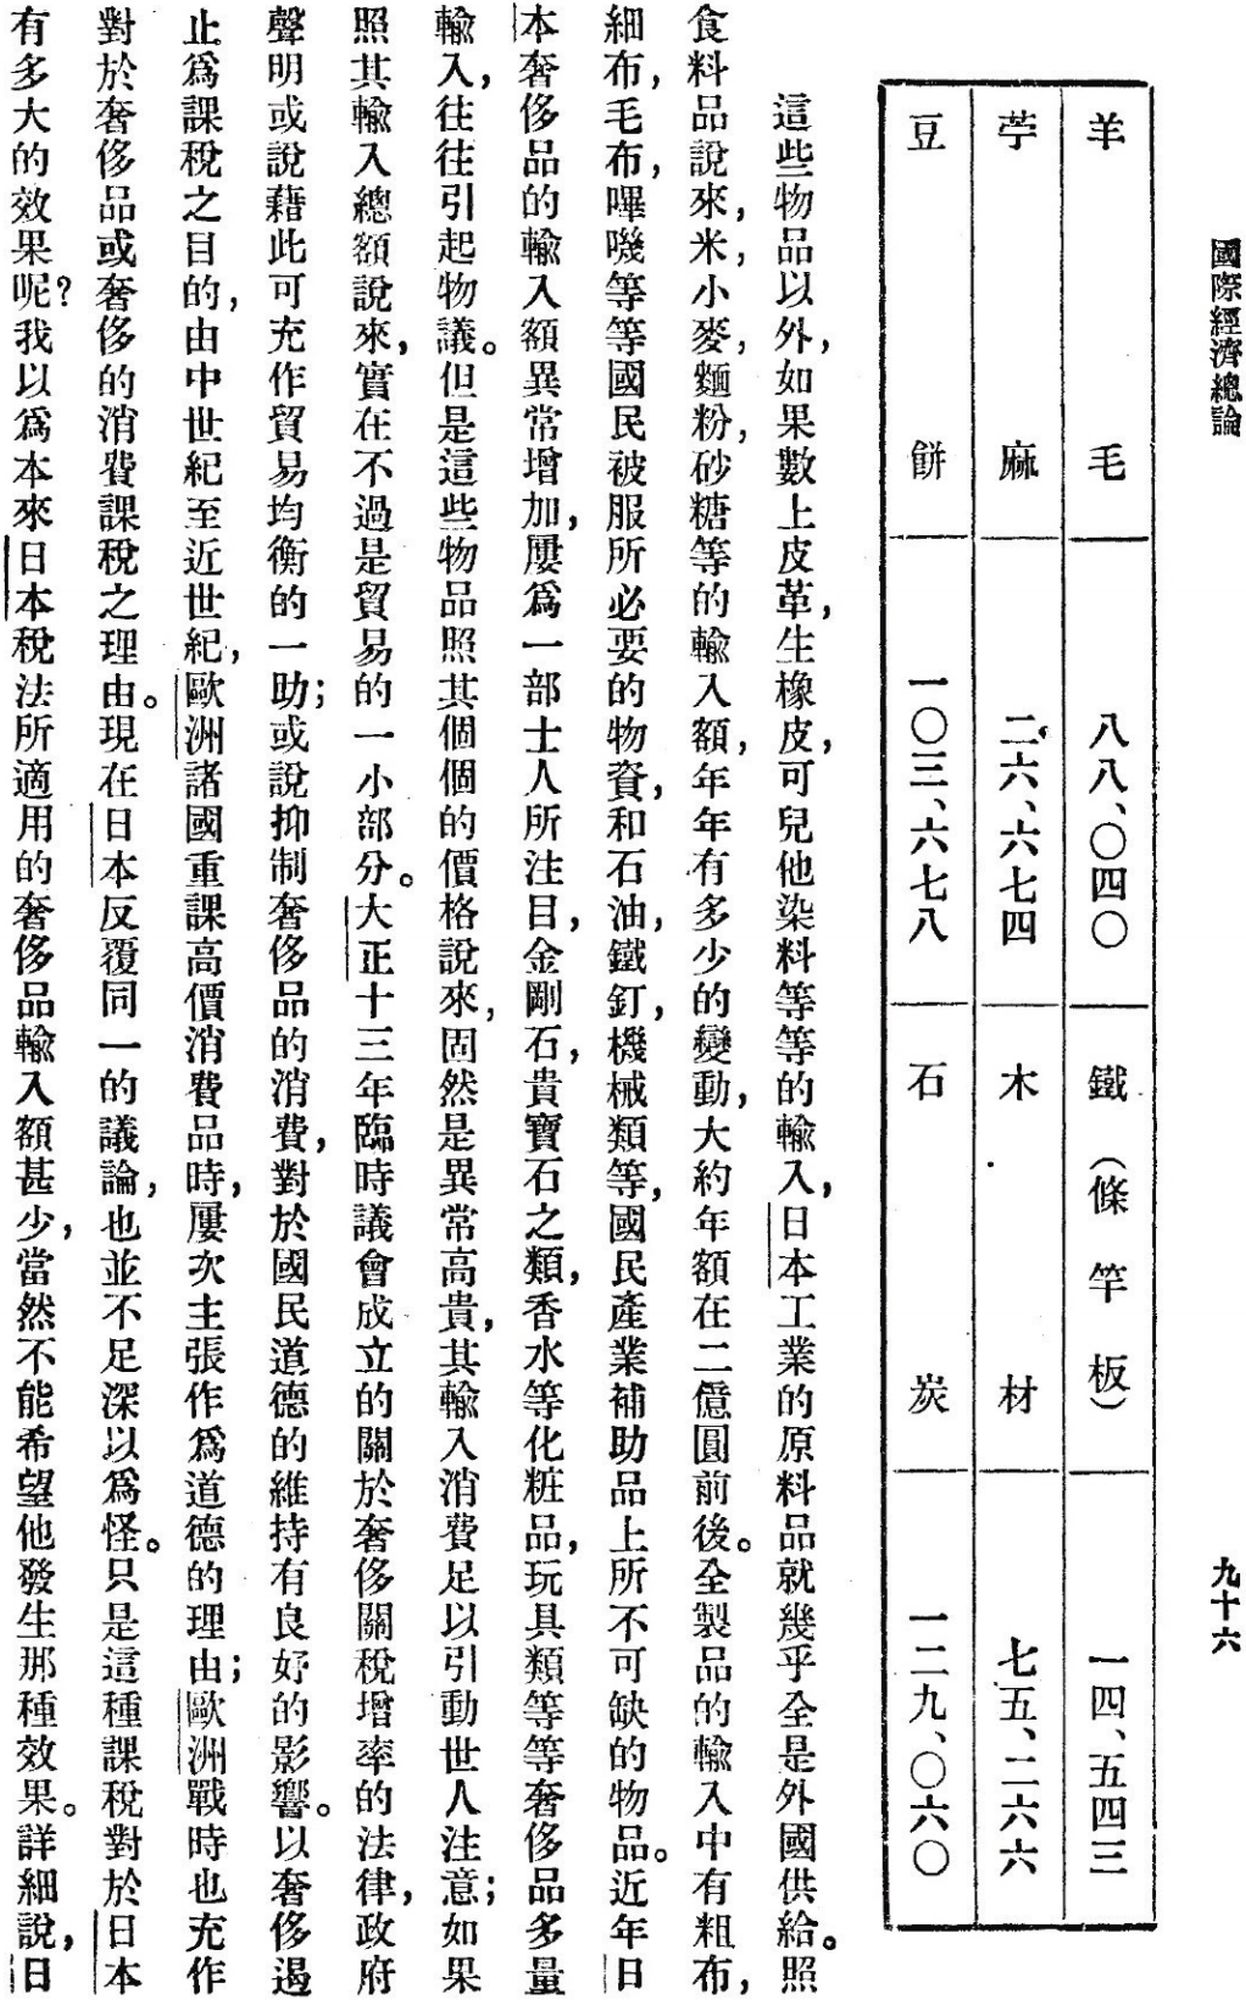 國際經濟總論
九十六
羊毛 八八、〇四〇 鐵（條竿板） 一四、五四三
苧麻 二六、六七四 木材 七五、二六六
豆餅 一〇三、六七八 石炭 一二九、〇六〇
這些物品以外，如果數上皮革，生橡皮，可兒他染料等等的輸入，日本工業的原料品就幾乎全是外國供給。照
食料品說來，米，小麥，麵粉，砂糖等的輸入額，年年有多少的變動，大約年額在二億圓前後。全製品的輸入中有粗布，
細布，毛布，嗶嘰等等國民被服所必要的物資，和石油，鐵釘，機械類等，國民產業補助品上所不可缺的物品。近年日
本奢侈品的輸入額異常增加，屢爲一部士人所注目，金剛石，貴寶石之類，香水等化粧品，玩具類等等奢侈品多量
輸入，往往引起物議。但是這些物品照其個個的價格說來，固然是異常高貴，其輸入消費足以引動世人注意；如果
照其輸入總額說來，實在不過是貿易的一小部分。大正十三年臨時議會成立的關於奢侈關稅增率的法律，政府
聲明或說藉此可充作貿易均衡的一助；或說抑制奢侈品的消費，對於國民道德的維持有良好的影響。以奢侈遏
止爲課稅之目的，由中世紀至近世紀，歐洲諸國重課高價消費品時，屢次主張作爲道德的理由；歐洲戰時也充作
對於奢侈品或奢侈的消費課稅之理由。現在日本反覆同一的議論，也並不足深以爲怪。只是這種課稅對於日本
有多大的效果呢？我以爲本來日本稅法所適用的奢侈品輸入額甚少，當然不能希望他發生那種效果。詳細說，日